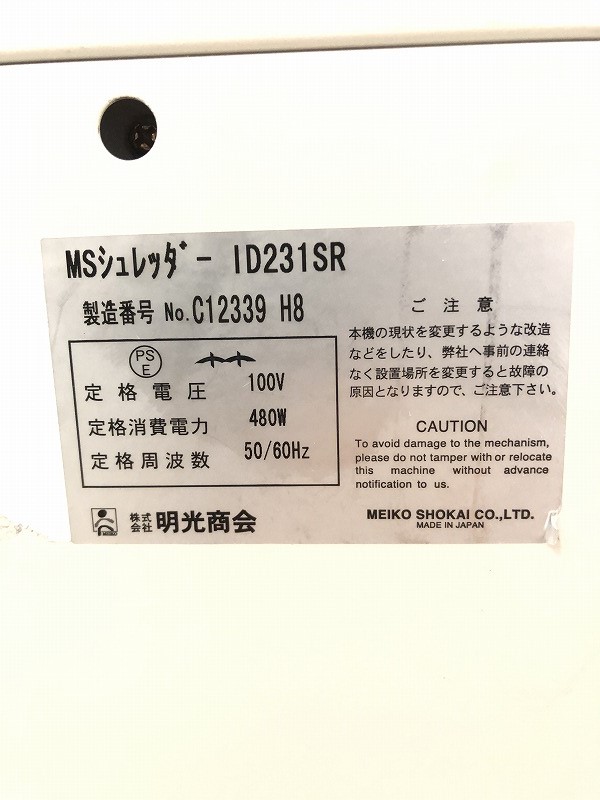 MSシュレッダー ID231SR
製造番号 No.C12339 H8
PS
E
定格電圧 100V
定格消費電力 480W
定格周波数 50/60Hz
株式
会社 明光商会
ご注意
本機の現状を変更するような改造
などをしたり、弊社へ事前の連絡
なく設置場所を変更すると故障の
原因となりますので、ご注意下さい。
CAUTION
To avoid damage to the mechanism,
please do not tamper with or relocate
this machine without advance
notification to us.
MEIKO SHOKAI CO.,LTD.
MADE IN JAPAN